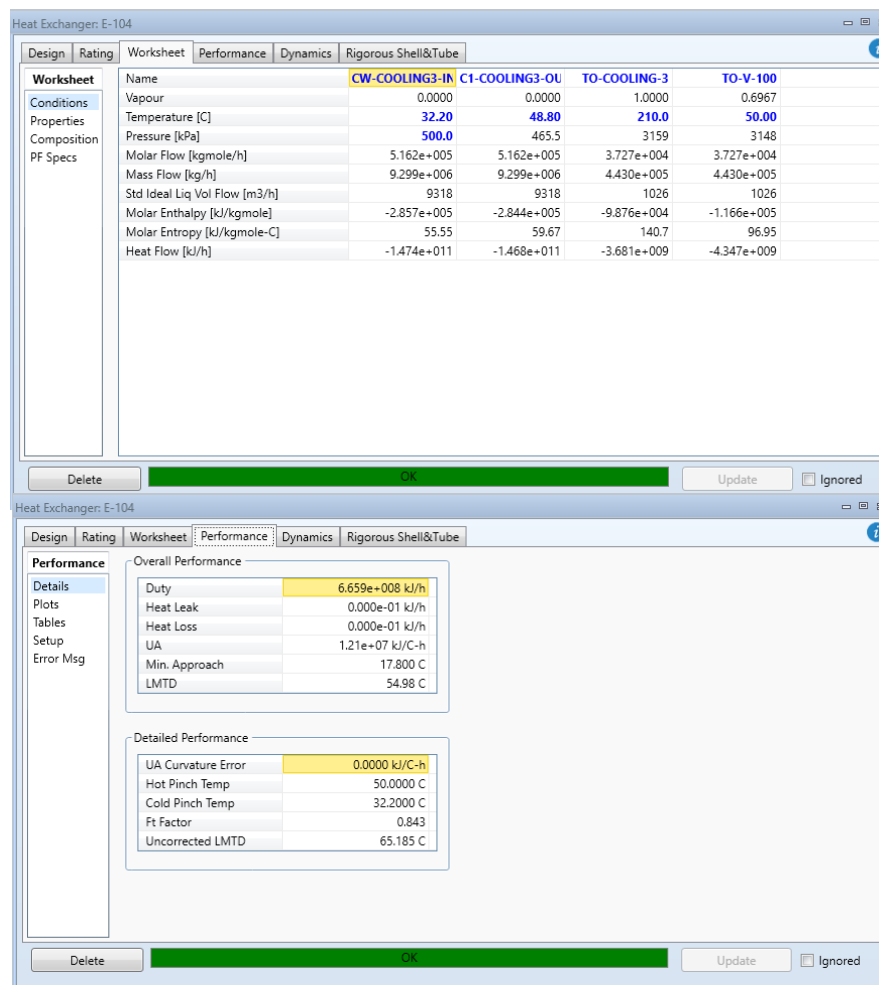 Heat Exchanger: E-104
Design Rating Worksheet Performance Dynamics Rigorous Shell&Tube
Worksheet
Conditions
Properties
Composition
PF Specs
Name CW-COOLING3-IN C1-COOLING3-OU TO-COOLING-3 TO-V-100
Vapour 0.0000 0.0000 1.0000 0.6967
Temperature [C] 32.20 48.80 210.0 50.00
Pressure [kPa] 500.0 465.5 3159 3148
Molar Flow [kgmole/h] 5.162e+005 5.162e+005 3.727e+004 3.727e+004
Mass Flow [kg/h] 9.299e+006 9.299e+006 4.430e+005 4.430e+005
Std Ideal Liq Vol Flow [m3/h] 9318 9318 1026 1026
Molar Enthalpy [kJ/kgmole] -2.857e+005 -2.844e+005 -9.876e+004 -1.166e+005
Molar Entropy [kJ/kgmole-C] 55.55 59.67 140.7 96.95
Heat Flow [kJ/h] -1.474e+011 -1.468e+011 -3.681e+009 -4.347e+009
Delete OK Update Ignored
Heat Exchanger: E-104
Design Rating Worksheet Performance Dynamics Rigorous Shell&Tube
Performance
Details
Plots
Tables
Setup
Error Msg
Overall Performance
Duty 6.659e+008 kJ/h
Heat Leak 0.000e-01 kJ/h
Heat Loss 0.000e-01 kJ/h
UA 1.21e+07 kJ/C-h
Min. Approach 17.800 C
LMTD 54.98 C
Detailed Performance
UA Curvature Error 0.0000 kJ/C-h
Hot Pinch Temp 50.0000 C
Cold Pinch Temp 32.2000 C
Ft Factor 0.843
Uncorrected LMTD 65.185 C
Delete OK Update Ignored